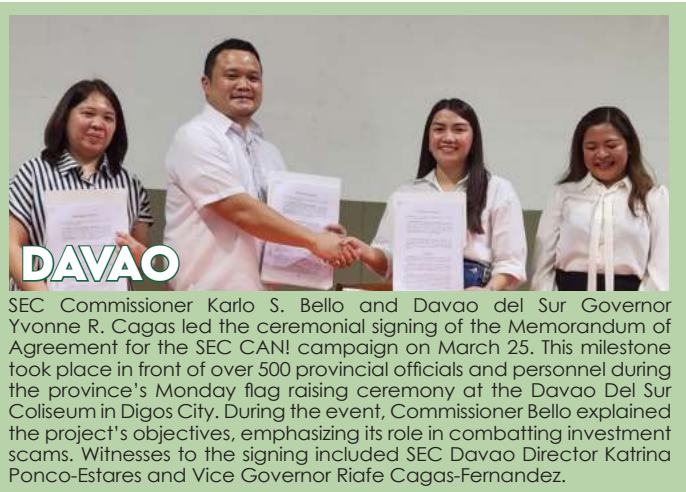 DAVAO
SEC Commissioner Karlo S. Bello and Davao del Sur Governor
Yvonne R. Cagas led the ceremonial signing of the Memorandum of
Agreement for the SEC CAN! campaign on March 25. This milestone
took place in front of over 500 provincial officials and personnel during
the province's Monday flag raising ceremony at the Davao Del Sur
Coliseum in Digos City. During the event, Commissioner Bello explained
the project's objectives, emphasizing its role in combatting investment
scams. Witnesses to the signing included SEC Davao Director Katrina
Ponco-Estares and Vice Governor Riafe Cagas-Fernandez.